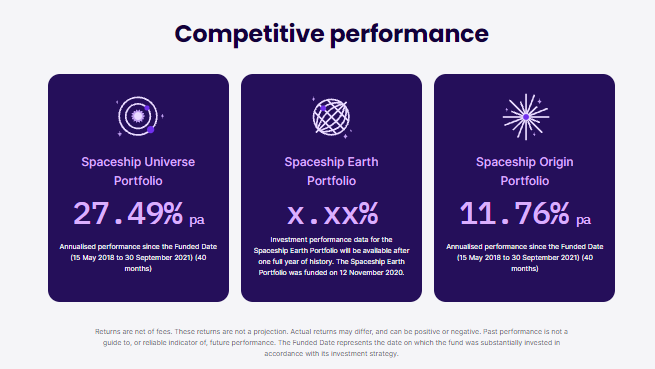 Competitive performance
Spaceship Universe
Portfolio
27.49% pa
Annualised performance since the Funded Date
(15 May 2018 to 30 September 2021) (40
months)
Spaceship Earth
Portfolio
x.xx%
Investment performance data for the
Spaceship Earth Portfolio will be available after
one full year of history. The Spaceship Earth
Portfolio was funded on 12 November 2020.
Spaceship Origin
Portfolio
11.76% pa
Annualised performance since the Funded Date
(15 May 2018 to 30 September 2021) (40
months)
Returns are net of fees. These returns are not a projection. Actual returns may differ, and can be positive or negative. Past performance is not a
guide to, or reliable indicator of, future performance. The Funded Date represents the date on which the fund was substantially invested in
accordance with its investment strategy.